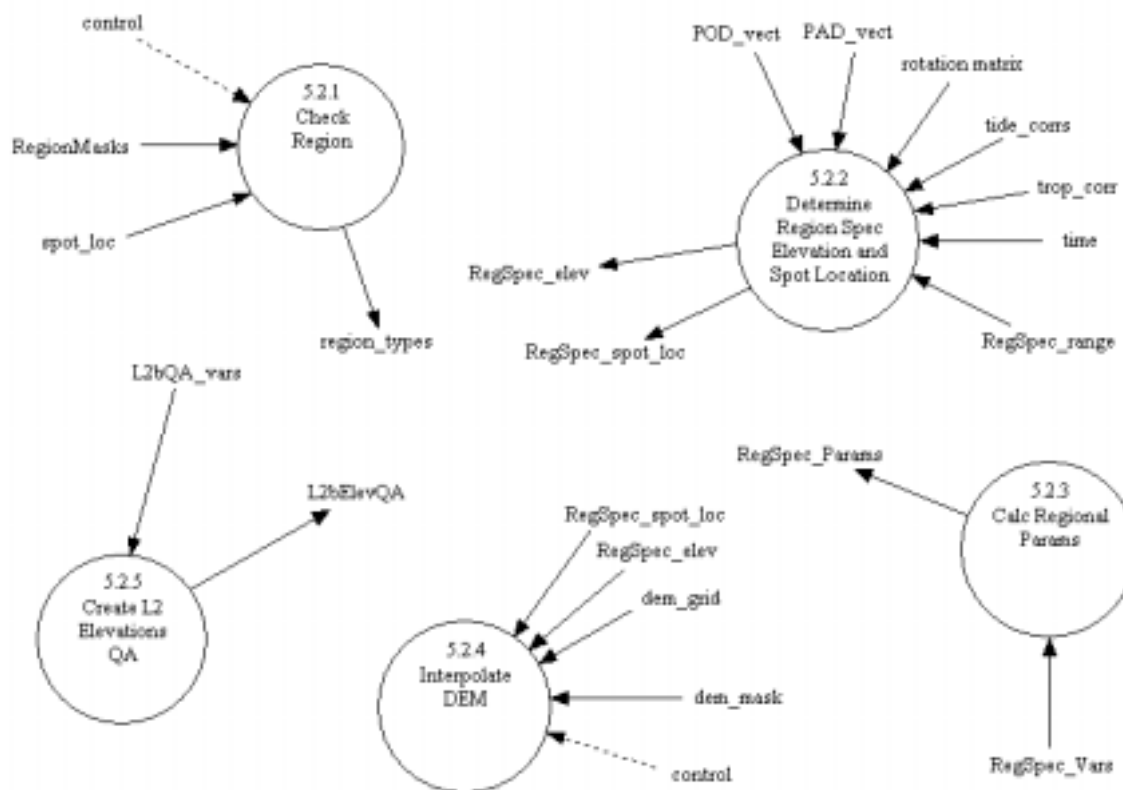 control
5.2.1
Check
Region
RegionMasks
spot_loc
region_types
POD_vect
PAD_vect
rotation matrix
tide_corrs
trop_corr
time
RegSpec_range
5.2.2
Determine
Region Spec
Elevation and
Spot Location
RegSpec_elev
RegSpec_spot_loc
L2bQA_vars
L2bElevQA
5.2.5
Create L2
Elevations
QA
RegSpec_spot_loc
RegSpec_elev
dem_grid
dem_mask
control
5.2.4
Interpolate
DEM
RegSpec_Params
5.2.3
Calc Regional
Params
RegSpec_Vars